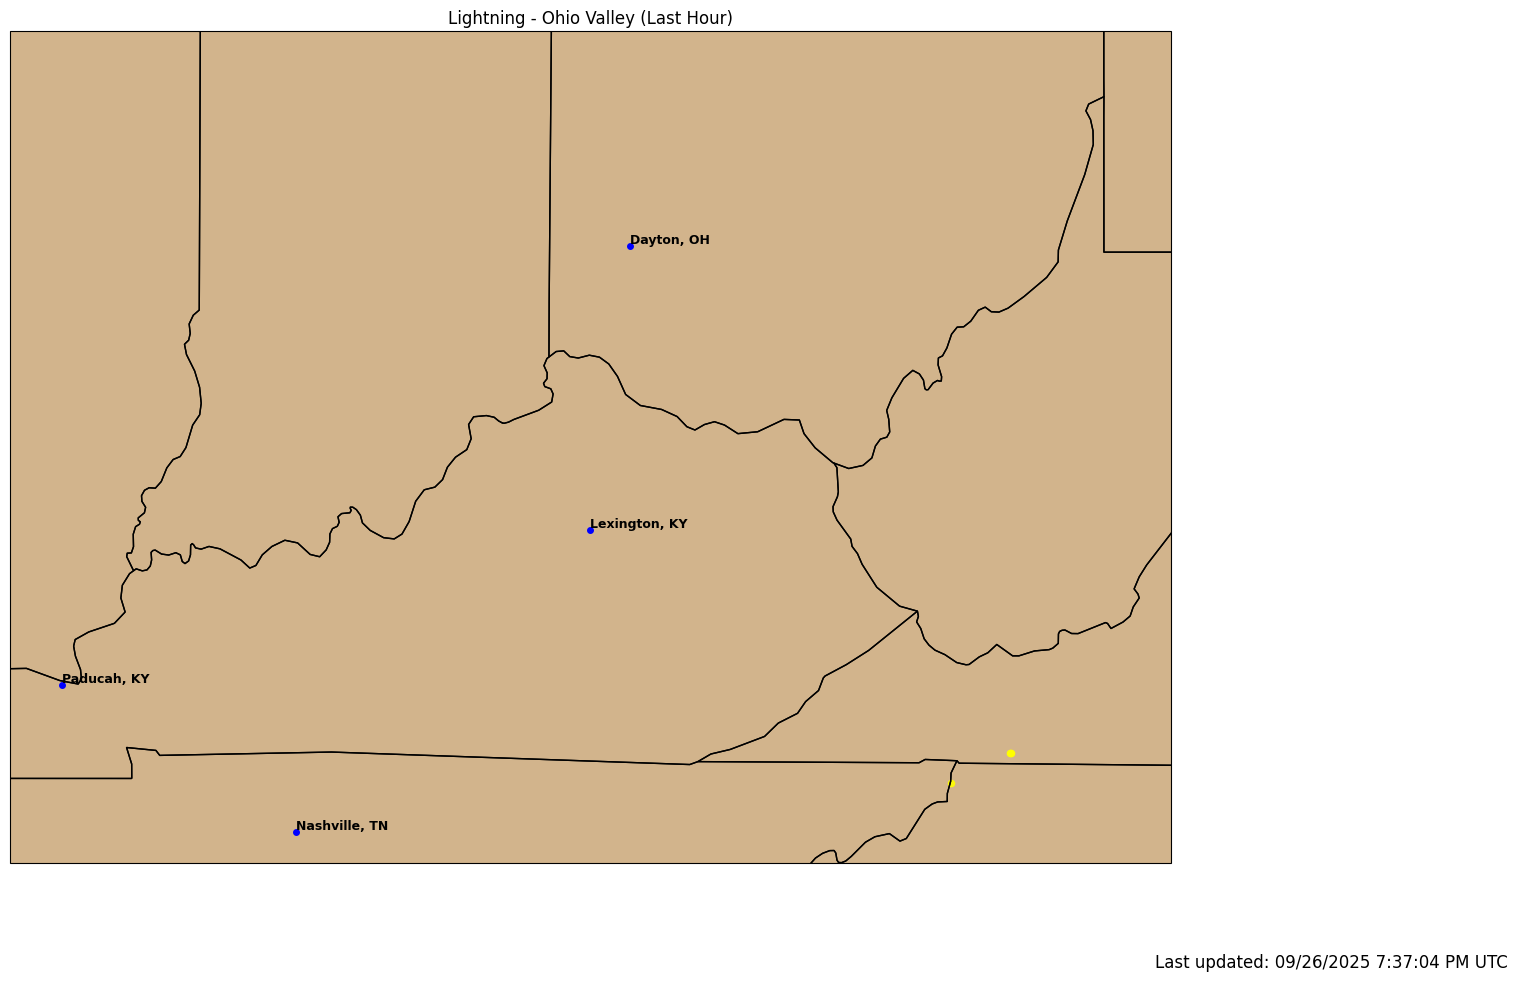 Lightning - Ohio Valley (Last Hour)
Dayton, OH
Lexington, KY
Paducah, KY
Nashville, TN
Last updated: 09/26/2025 7:37:04 PM UTC